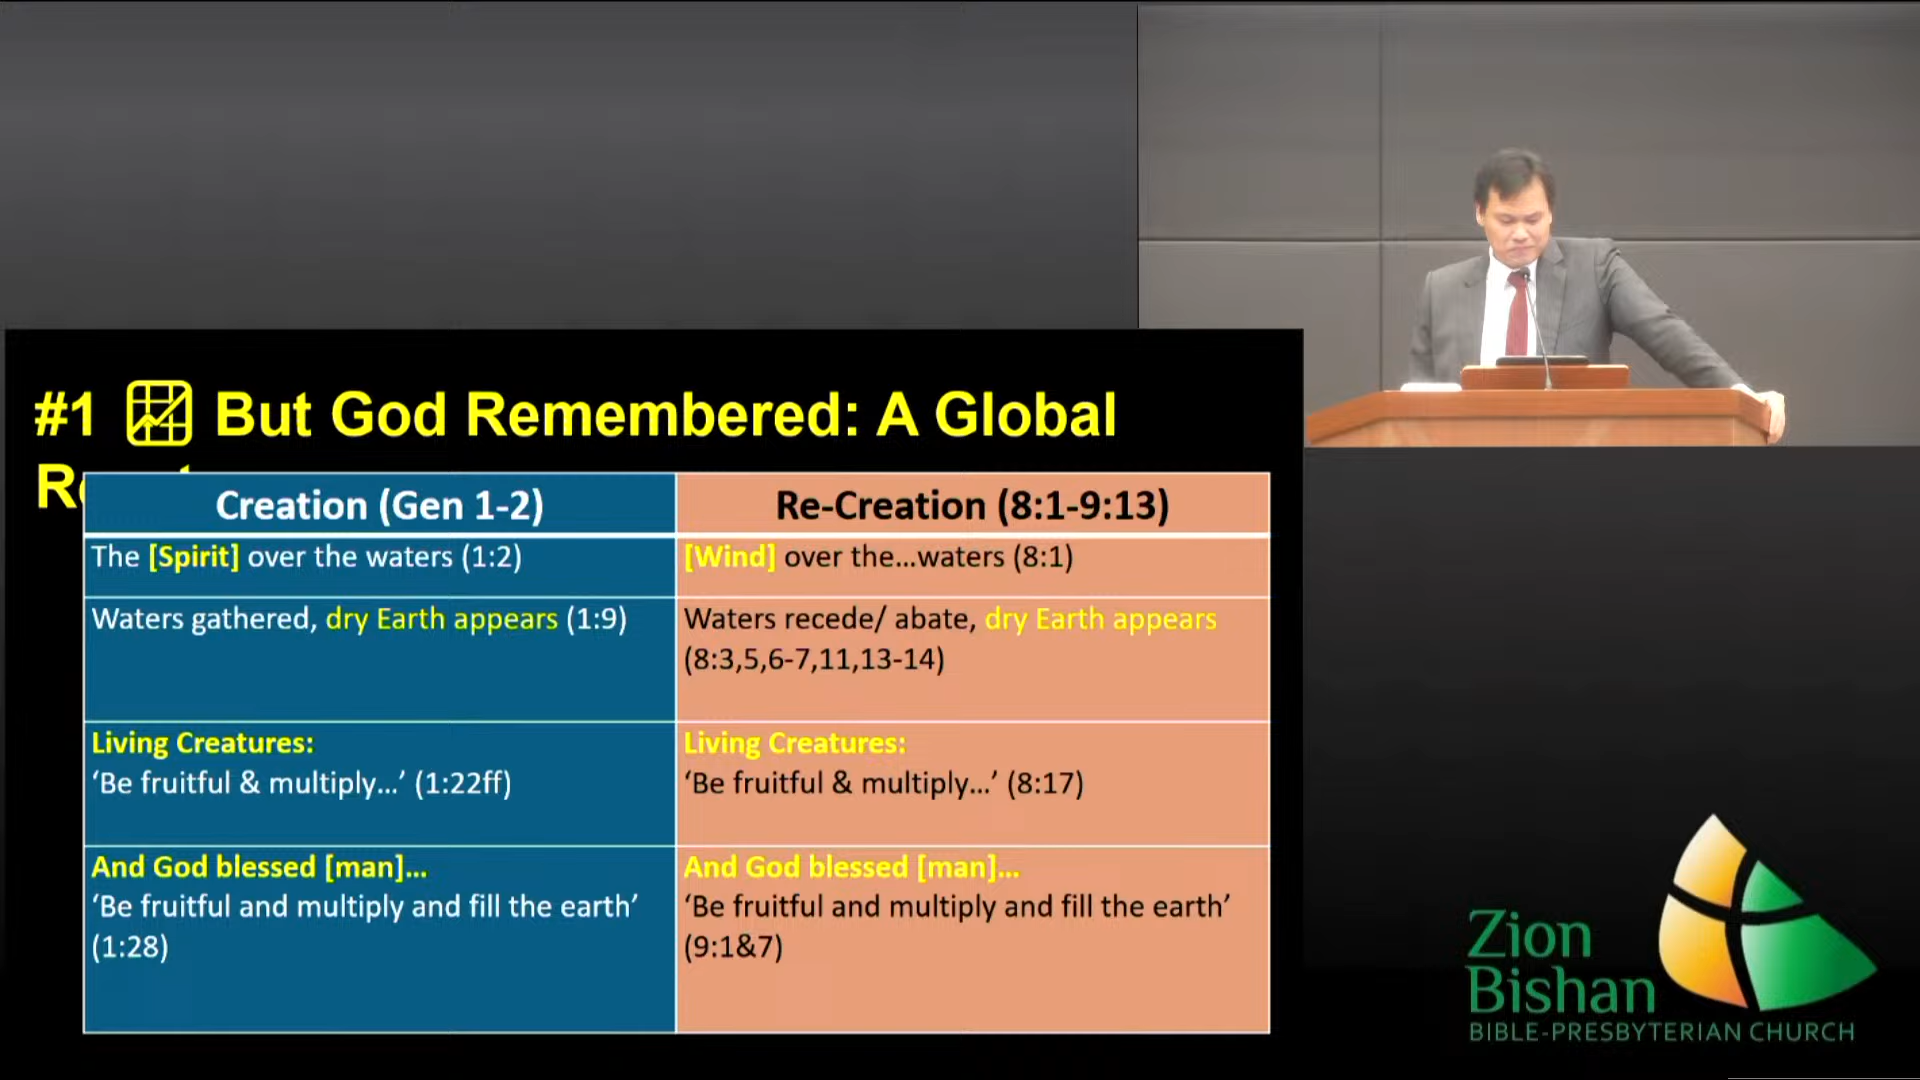 #1 But God Remembered: A Global
Creation (Gen 1-2)
Re-Creation (8:1-9:13)
The [Spirit] over the waters (1:2)
[Wind] over the...waters (8:1)
Waters gathered, dry Earth appears (1:9)
Waters recede/ abate, dry Earth appears
(8:3,5,6-7,11,13-14)
Living Creatures:
‘Be fruitful & multiply...’ (1:22ff)
Living Creatures:
‘Be fruitful & multiply...’ (8:17)
And God blessed [man]...
‘Be fruitful and multiply and fill the earth’
(1:28)
And God blessed [man]...
‘Be fruitful and multiply and fill the earth’
(9:1&7)
Zion
Bishan
BIBLE-PRESBYTERIAN CHURCH